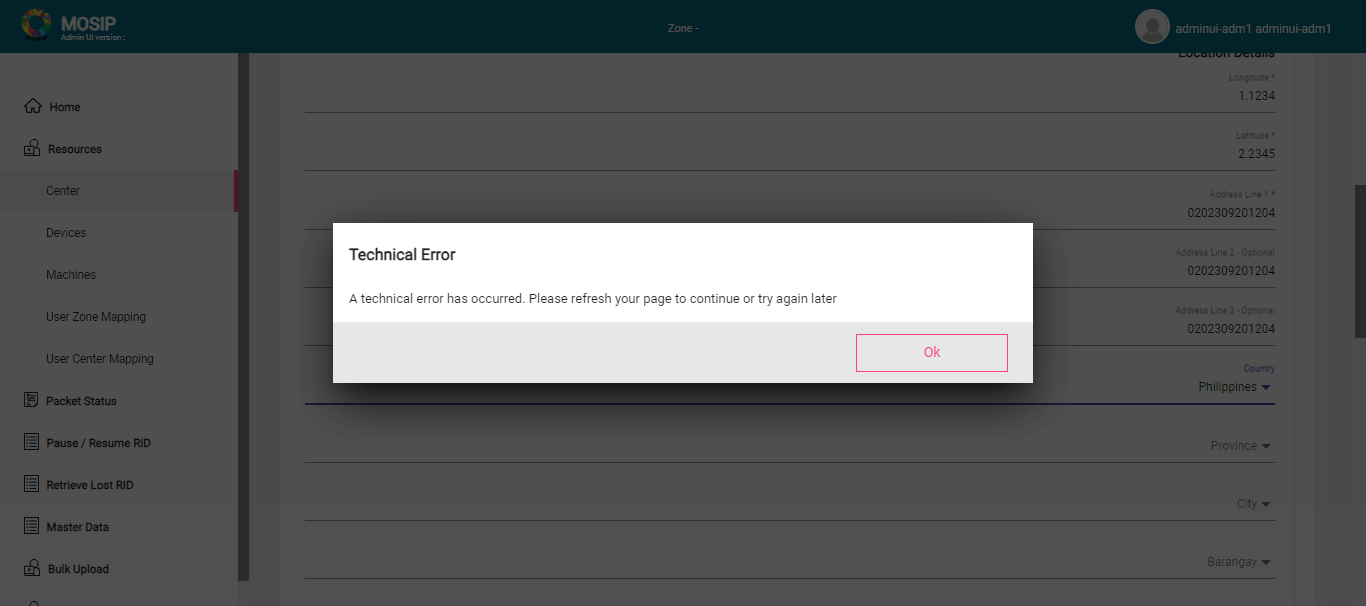 MOSIP
Admin UI version :
Zone -
adminui-adm1 adminui-adm1
Home
Resources
Center
Devices
Machines
User Zone Mapping
User Center Mapping
Packet Status
Pause / Resume RID
Retrieve Lost RID
Master Data
Bulk Upload
Location Details
Longitude *
1.1234
Latitude *
2.2345
Address Line 1 *
0202309201204
Address Line 2 - Optional
0202309201204
Address Line 3 - Optional
0202309201204
Country
Philippines
Province
City
Barangay
Technical Error
A technical error has occurred. Please refresh your page to continue or try again later
Ok